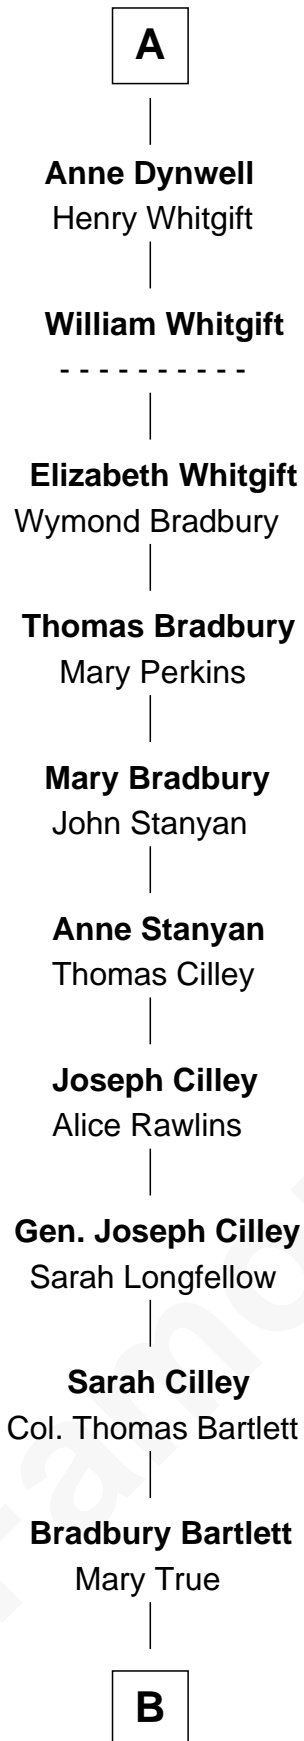 A
Anne Dynwell
Henry Whitgift
William Whitgift
- - - - - - - - - -
Elizabeth Whitgift
Wymond Bradbury
Thomas Bradbury
Mary Perkins
Mary Bradbury
John Stanyan
Anne Stanyan
Thomas Cilley
Joseph Cilley
Alice Rawlins
Gen. Joseph Cilley
Sarah Longfellow
Sarah Cilley
Col. Thomas Bartlett
Bradbury Bartlett
Mary True
B